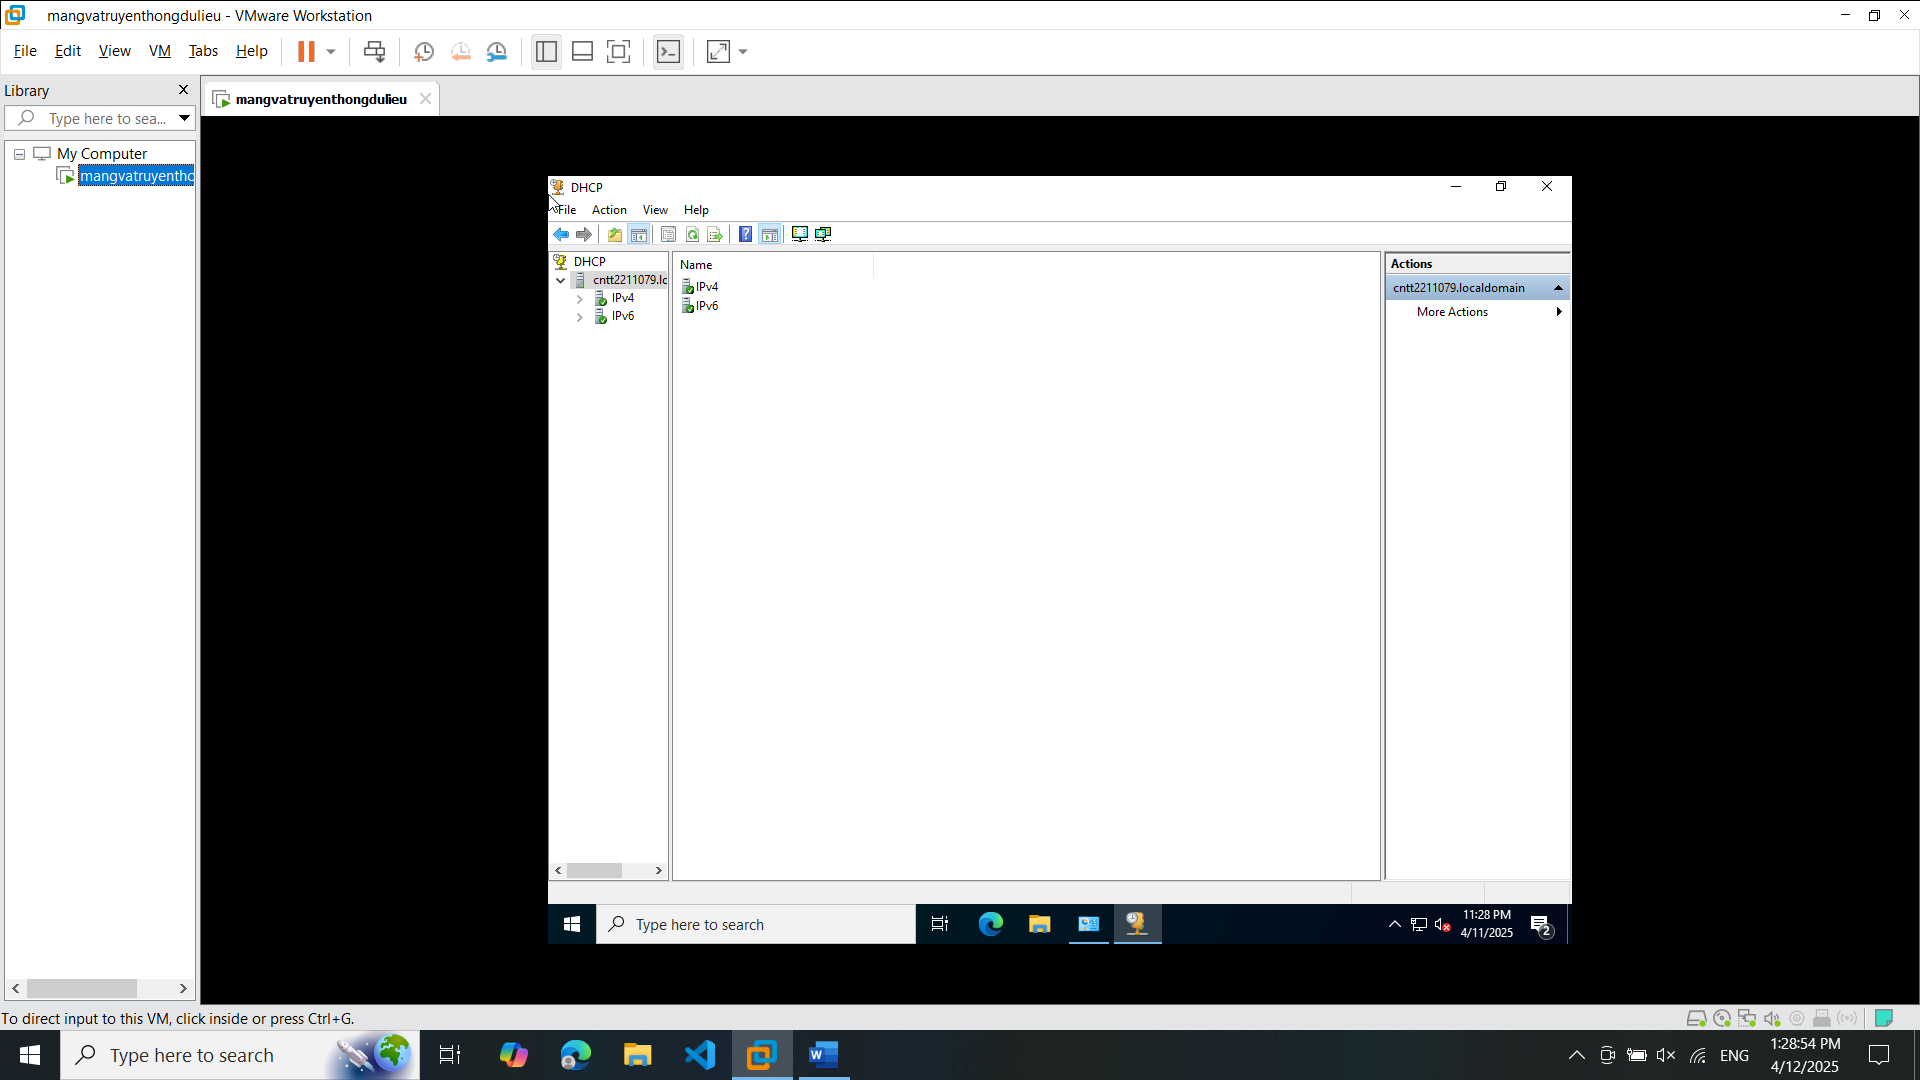 mangvatruyenthongdulieu - VMware Workstation
File Edit View VM Tabs Help
Library
Type here to sea...
My Computer
mangvatruyentho
mangvatruyenthongdulieu
DHCP
File Action View Help
DHCP
cntt2211079.lc
IPv4
IPv6
Name
IPv4
IPv6
Actions
cntt2211079.localdomain
More Actions
Type here to search
11:28 PM
4/11/2025
2
To direct input to this VM, click inside or press Ctrl+G.
Type here to search
ENG
1:28:54 PM
4/12/2025